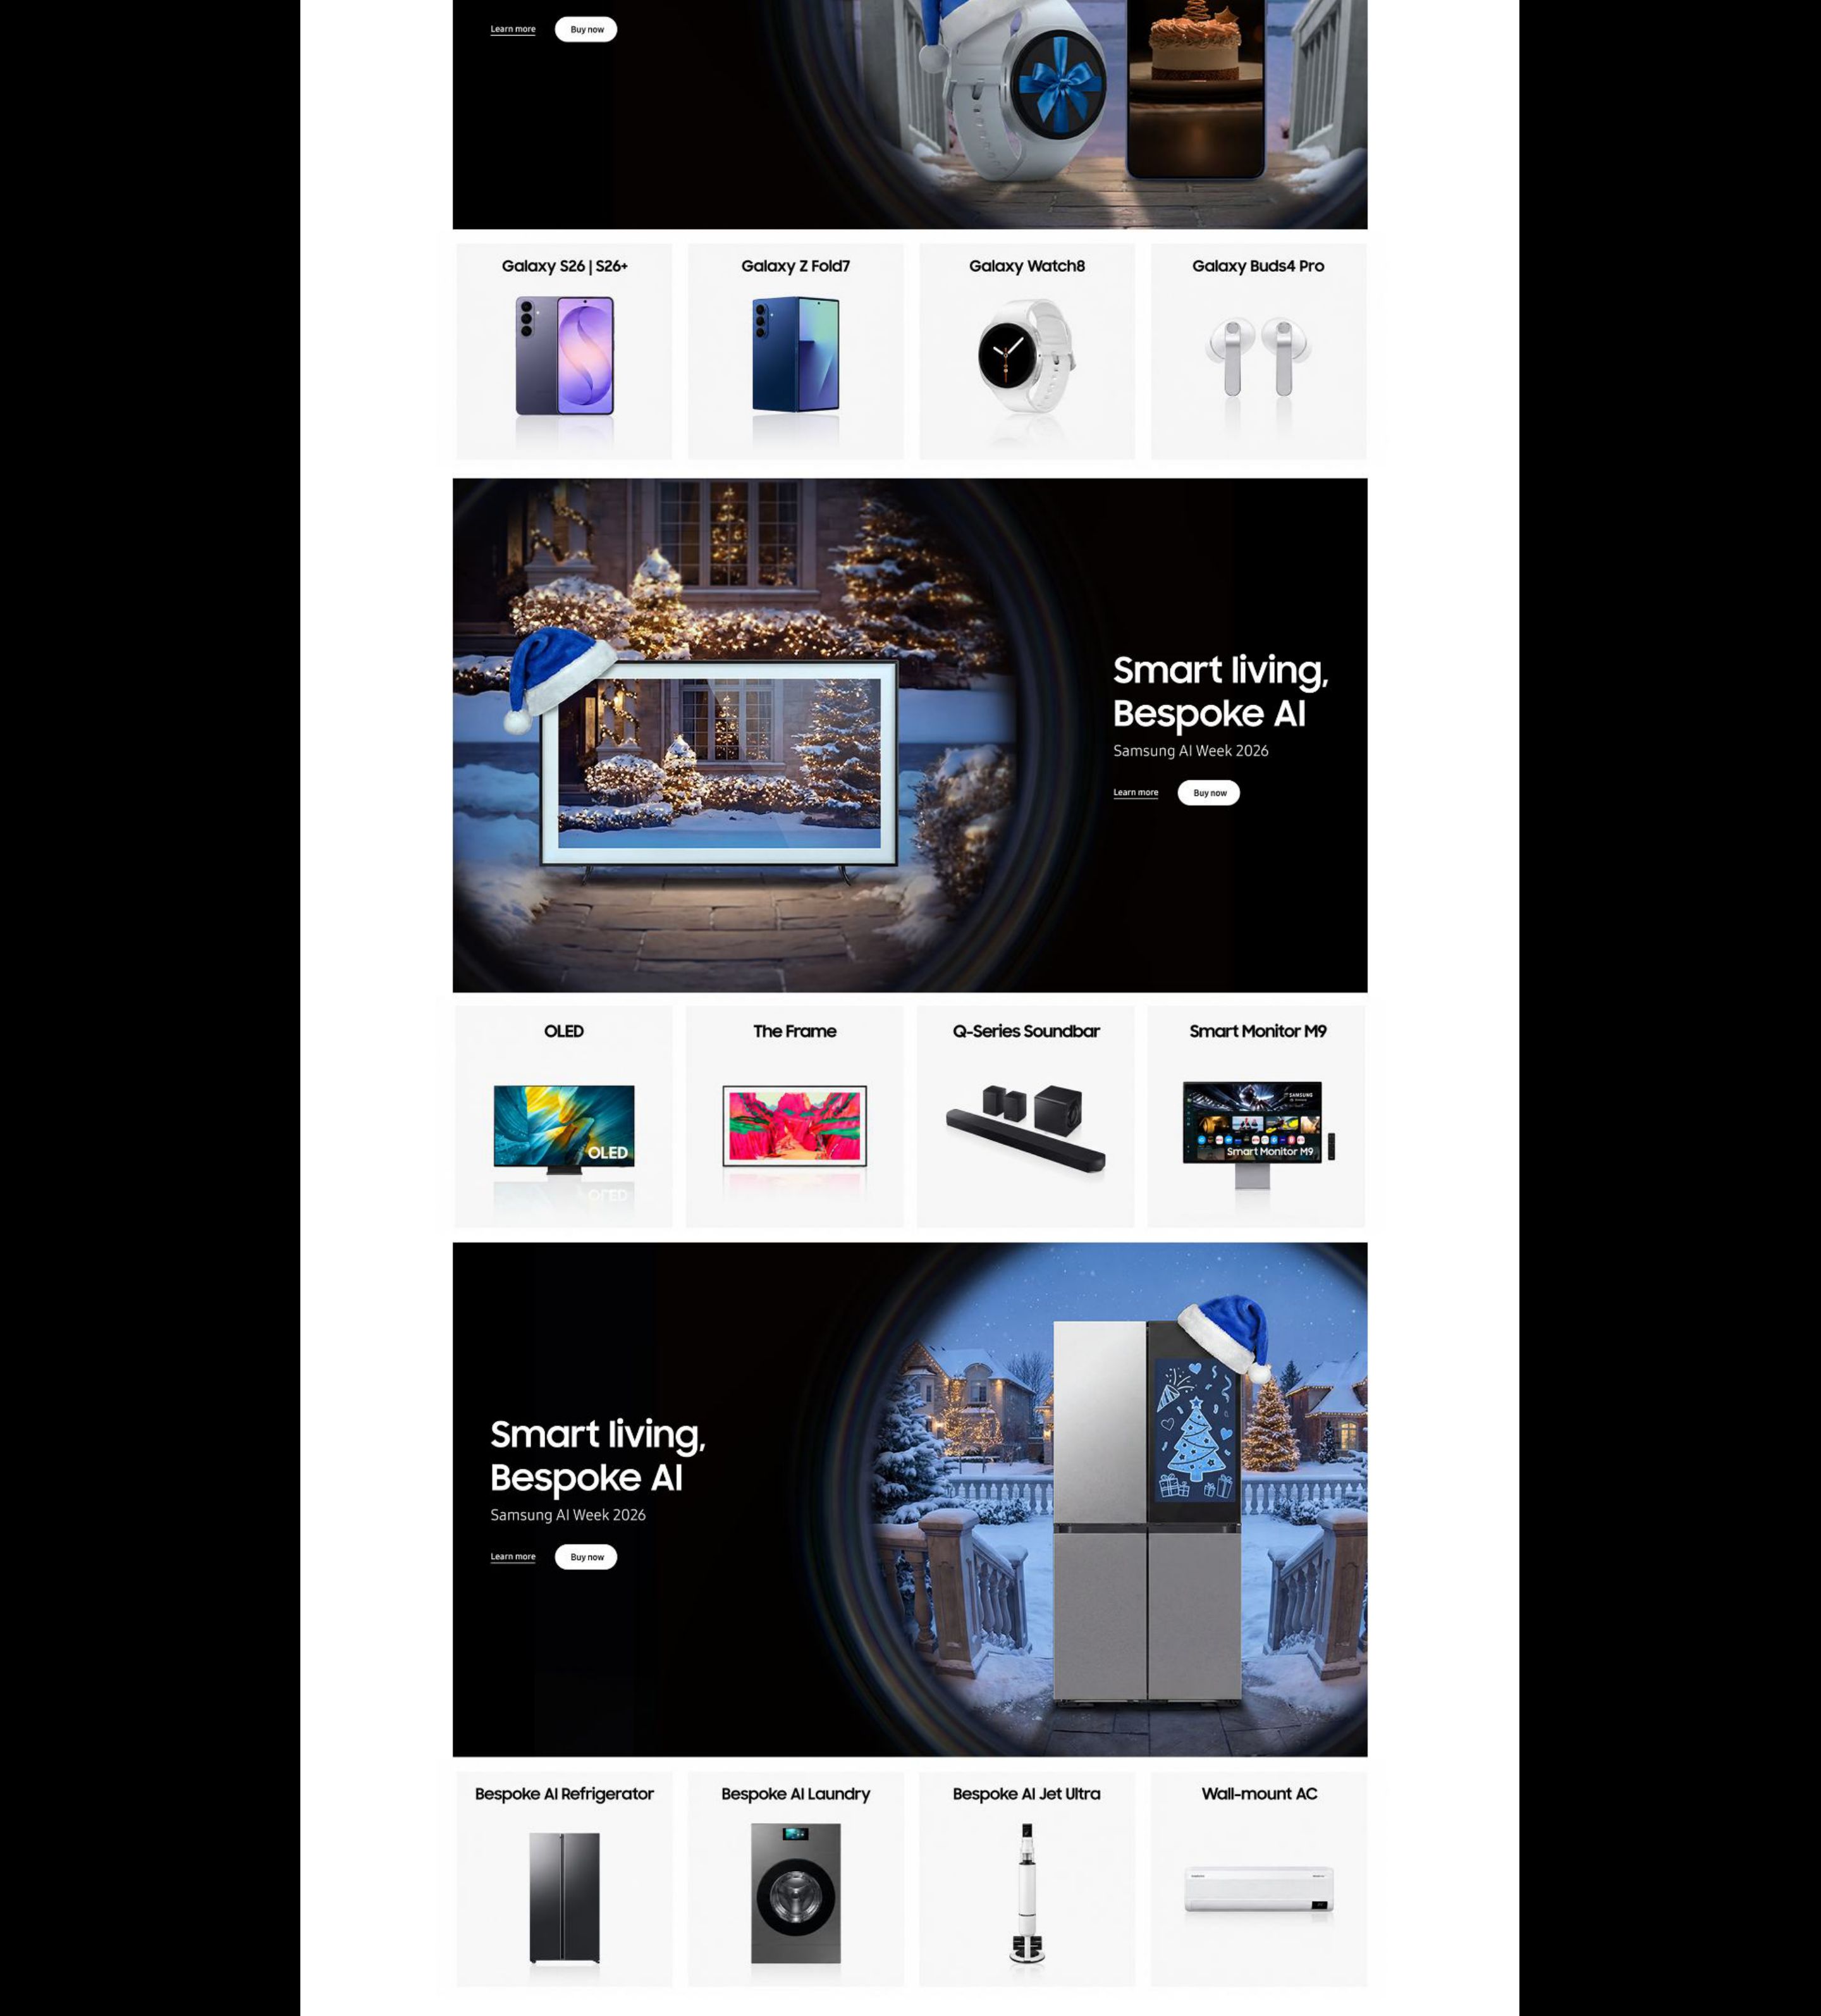 Learn more
Buy now
Galaxy S26 | S26+
Galaxy Z Fold7
Galaxy Watch8
Galaxy Buds4 Pro
Smart living,
Bespoke AI
Samsung AI Week 2026
Learn more
Buy now
OLED
The Frame
Q-Series Soundbar
Smart Monitor M9
OLED
SAMSUNG
Smart Monitor M9
Smart living,
Bespoke AI
Samsung AI Week 2026
Learn more
Buy now
Bespoke AI Refrigerator
Bespoke AI Laundry
Bespoke AI Jet Ultra
Wall-mount AC